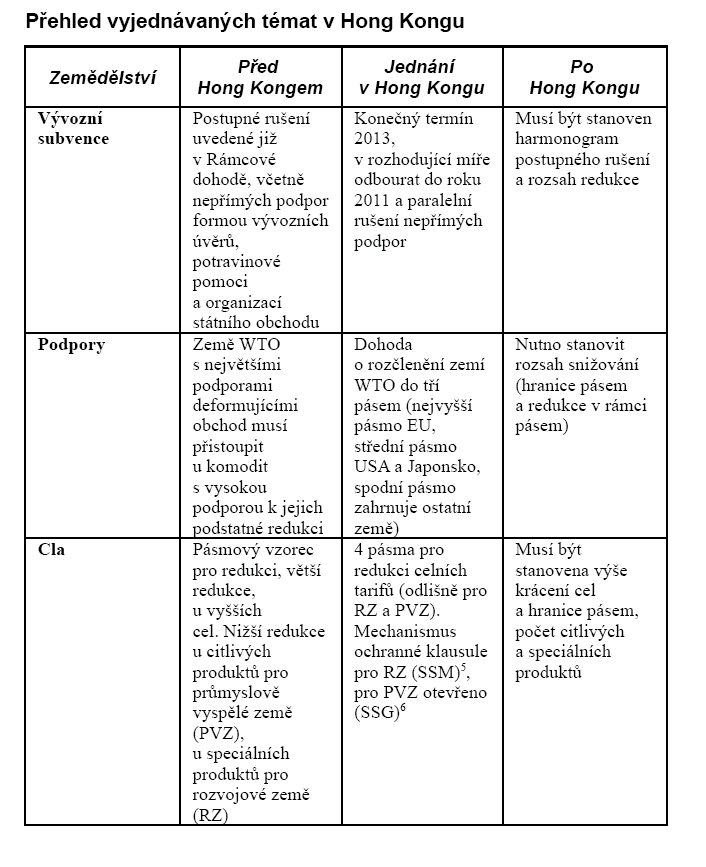 Přehled vyjednávaných témat v Hong Kongu
Zemědělství
Před
Hong Kongem
Jednání
v Hong Kongu
Po
Hong Kongu
Vývozní
subvence
Postupné rušení
uvedené již
v Rámcové
dohodě, včetně
nepřímých podpor
formou vývozních
úvěrů,
potravinové
pomoci
a organizací
státního obchodu
Konečný termín
2013,
v rozhodující míře
odbourat do roku
2011 a paralelní
rušení nepřímých
podpor
Musí být stanoven
harmonogram
postupného rušení
a rozsah redukce
Podpory
Země WTO
s největšími
podporami
deformujícími
obchod musí
přistoupit
u komodit
s vysokou
podporou k jejich
podstatné redukci
Dohoda
o rozčlenění zemí
WTO do tří
pásem (nejvyšší
pásmo EU,
střední pásmo
USA a Japonsko,
spodní pásmo
zahrnuje ostatní
země)
Nutno stanovit
rozsah snižování
(hranice pásem
a redukce v rámci
pásem)
Cla
Pásmový vzorec
pro redukci, větší
redukce,
u vyšších
cel. Nižší redukce
u citlivých
produktů pro
průmyslově
vyspělé země
(PVZ),
u speciálních
produktů pro
rozvojové země
(RZ)
4 pásma pro
redukci celních
tarifů (odlišně pro
RZ a PVZ).
Mechanismus
ochranné klausule
pro RZ (SSM)⁵,
pro PVZ otevřeno
(SSG)⁶
Musí být
stanovena výše
krácení cel
a hranice pásem,
počet citlivých
a speciálních
produktů